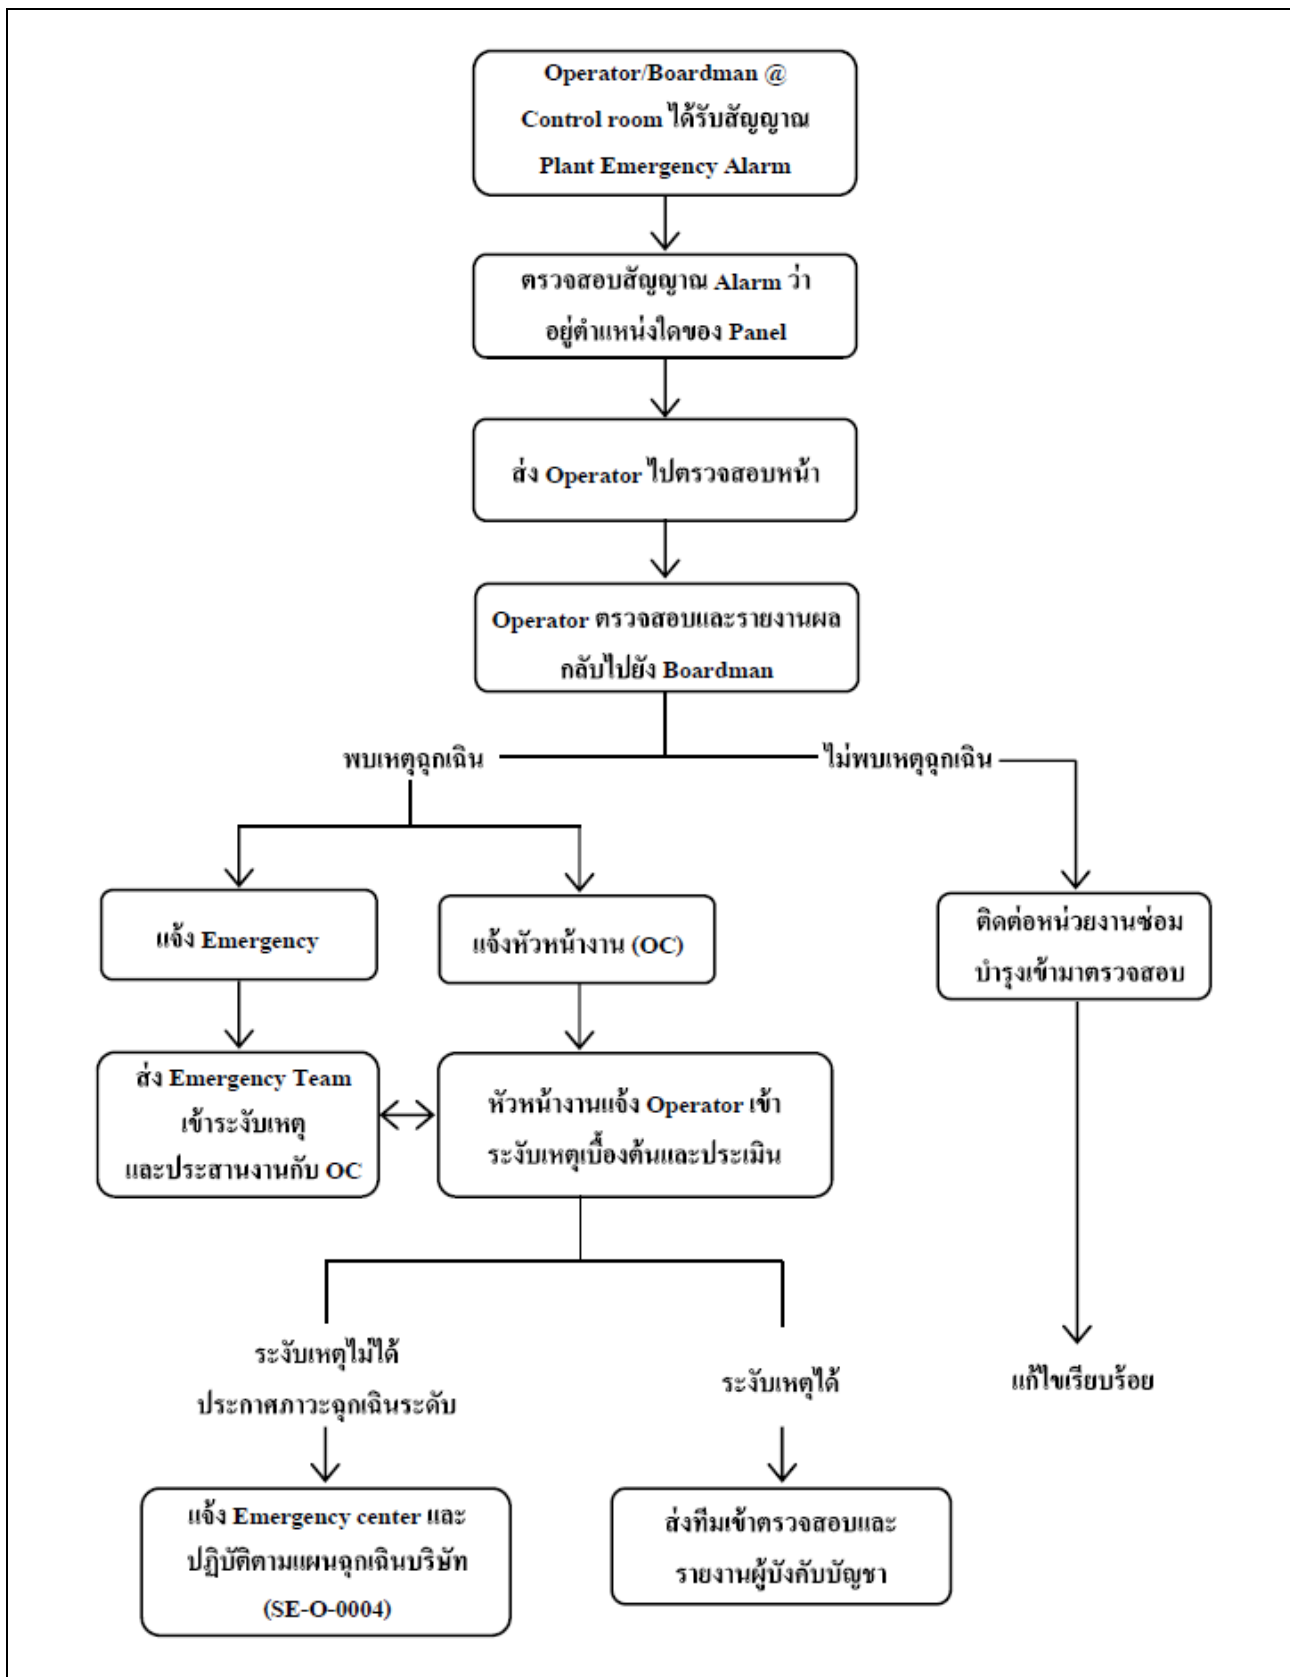 Operator/Boardman @
Control room ได้รับสัญญาณ
Plant Emergency Alarm
ตรวจสอบสัญญาณ Alarm ว่า
อยู่ตำแหน่งใดของ Panel
ส่ง Operator ไปตรวจสอบหน้า
Operator ตรวจสอบและรายงานผล
กลับไปยัง Boardman
พบเหตุฉุกเฉิน
ไม่พบเหตุฉุกเฉิน
แจ้ง Emergency
แจ้งหัวหน้างาน (OC)
ติดต่อหน่วยงานซ่อม
บำรุงเข้ามาตรวจสอบ
ส่ง Emergency Team
เข้าระงับเหตุ
และประสานงานกับ OC
หัวหน้างานแจ้ง Operator เข้า
ระงับเหตุเบื้องต้นและประเมิน
ระงับเหตุไม่ได้
ประกาศภาวะฉุกเฉินระดับ
ระงับเหตุได้
แก้ไขเรียบร้อย
แจ้ง Emergency center และ
ปฏิบัติตามแผนฉุกเฉินบริษัท
(SE-O-0004)
ส่งทีมเข้าตรวจสอบและ
รายงานผู้บังคับบัญชา